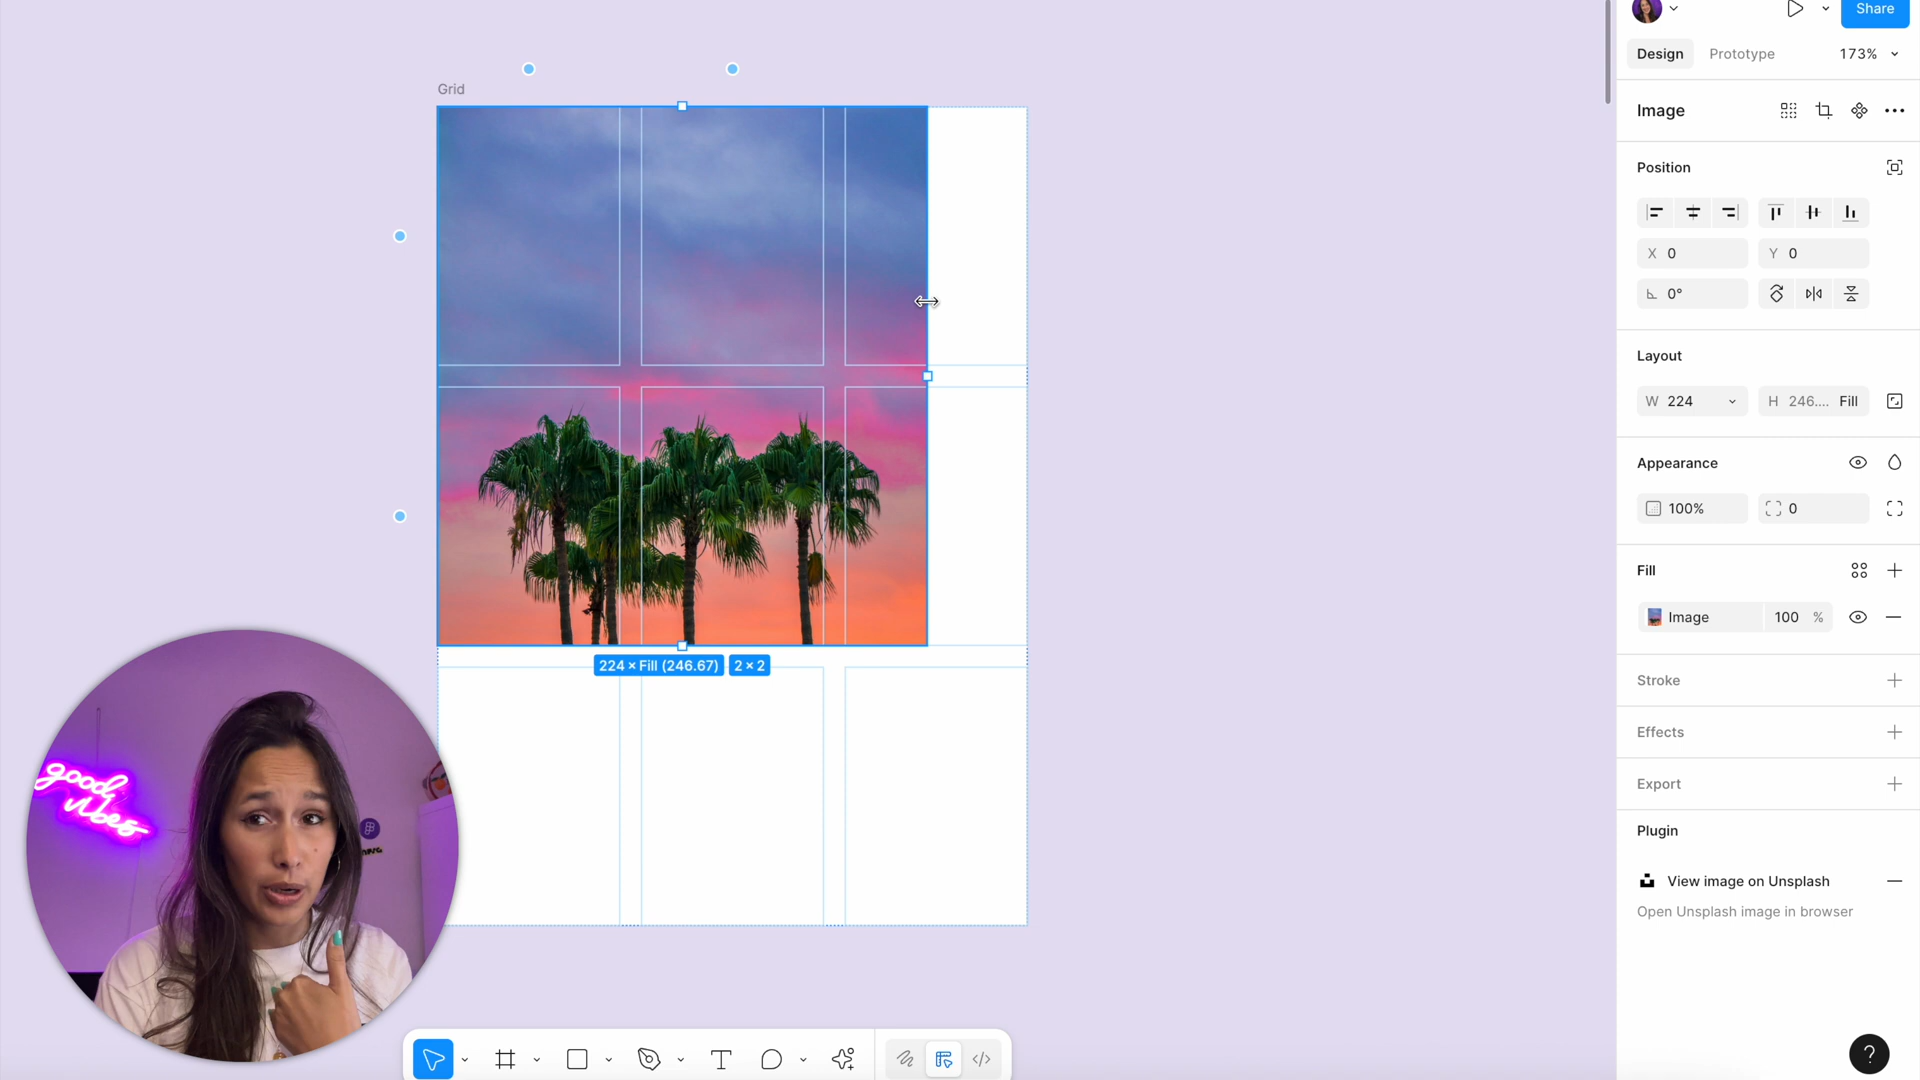 Share
Design Prototype 173%
Grid
Image
Position
X 0 Y 0
0°
Layout
W 224 H 246.... Fill
Appearance
100% 0
Fill
Image 100 %
224 × Fill (246.67) 2 × 2
Stroke
Effects
Export
Plugin
View image on Unsplash
Open Unsplash image in browser
good
vibes
?